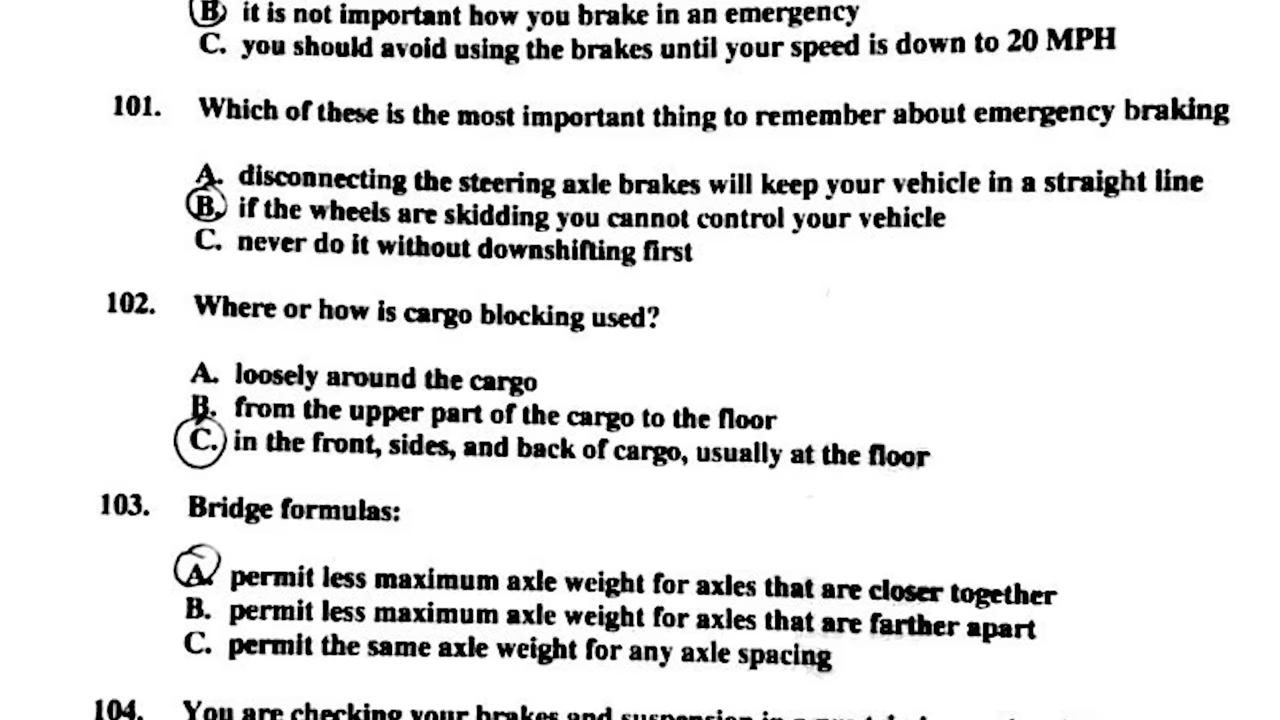 B. it is not important how you brake in an emergency
C. you should avoid using the brakes until your speed is down to 20 MPH
101. Which of these is the most important thing to remember about emergency braking
A. disconnecting the steering axle brakes will keep your vehicle in a straight line
B. if the wheels are skidding you cannot control your vehicle
C. never do it without downshifting first
102. Where or how is cargo blocking used?
A. loosely around the cargo
B. from the upper part of the cargo to the floor
C. in the front, sides, and back of cargo, usually at the floor
103. Bridge formulas:
A. permit less maximum axle weight for axles that are closer together
B. permit less maximum axle weight for axles that are farther apart
C. permit the same axle weight for any axle spacing
104. You are checking your brakes and suspension